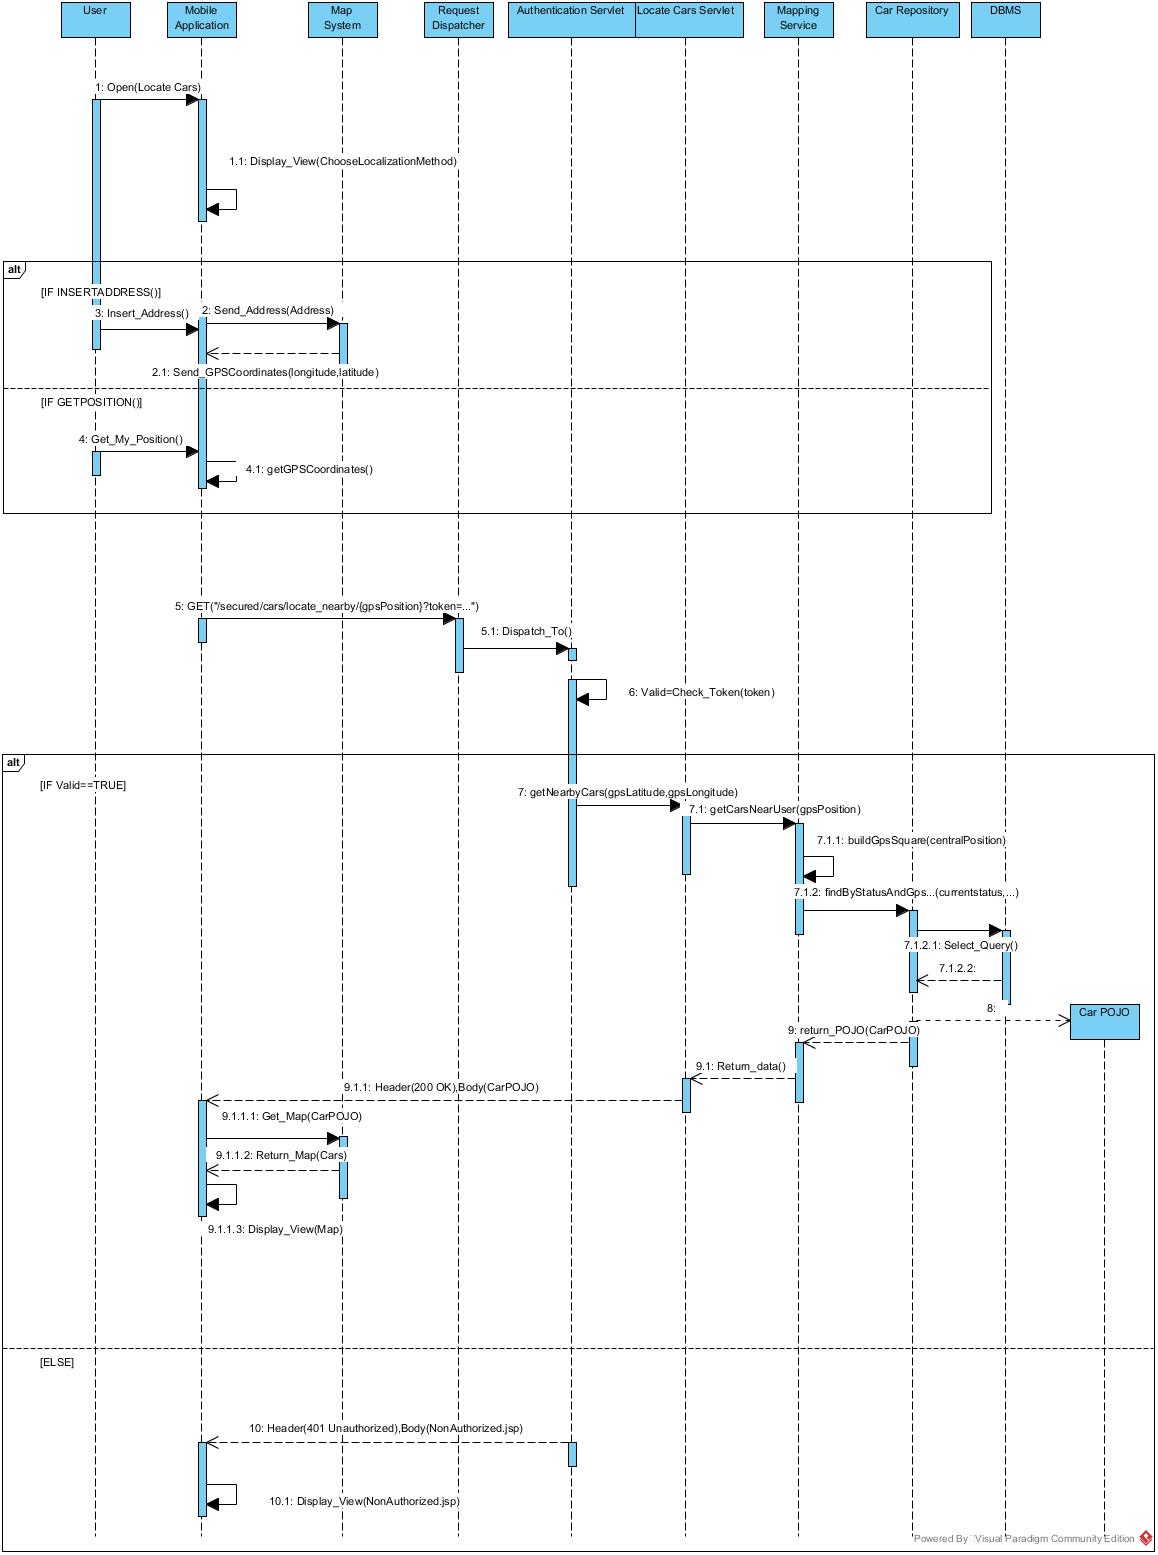 User
Mobile
Application
Map
System
Request
Dispatcher
Authentication Servlet
Locate Cars Servlet
Mapping
Service
Car Repository
DBMS
1: Open(Locate Cars)
1.1: Display_View(ChooseLocalizationMethod)
alt
[IF INSERTADDRESS()]
3: Insert_Address()
2: Send_Address(Address)
2.1: Send_GPSCoordinates(longitude,latitude)
[IF GETPOSITION()]
4: Get_My_Position()
4.1: getGPSCoordinates()
5: GET("/secured/cars/locate_nearby/{gpsPosition}?token=...")
5.1: Dispatch_To()
6: Valid=Check_Token(token)
alt
[IF Valid==TRUE]
7: getNearbyCars(gpsLatitude,gpsLongitude)
7.1: getCarsNearUser(gpsPosition)
7.1.1: buildGpsSquare(centralPosition)
7.1.2: findByStatusAndGps...(currentstatus,...)
7.1.2.1: Select_Query()
7.1.2.2:
8:
Car POJO
9: return_POJO(CarPOJO)
9.1: Return_data()
9.1.1: Header(200 OK),Body(CarPOJO)
9.1.1.1: Get_Map(CarPOJO)
9.1.1.2: Return_Map(Cars)
9.1.1.3: Display_View(Map)
[ELSE]
10: Header(401 Unauthorized),Body(NonAuthorized.jsp)
10.1: Display_View(NonAuthorized.jsp)
Powered By Visual Paradigm Community Edition